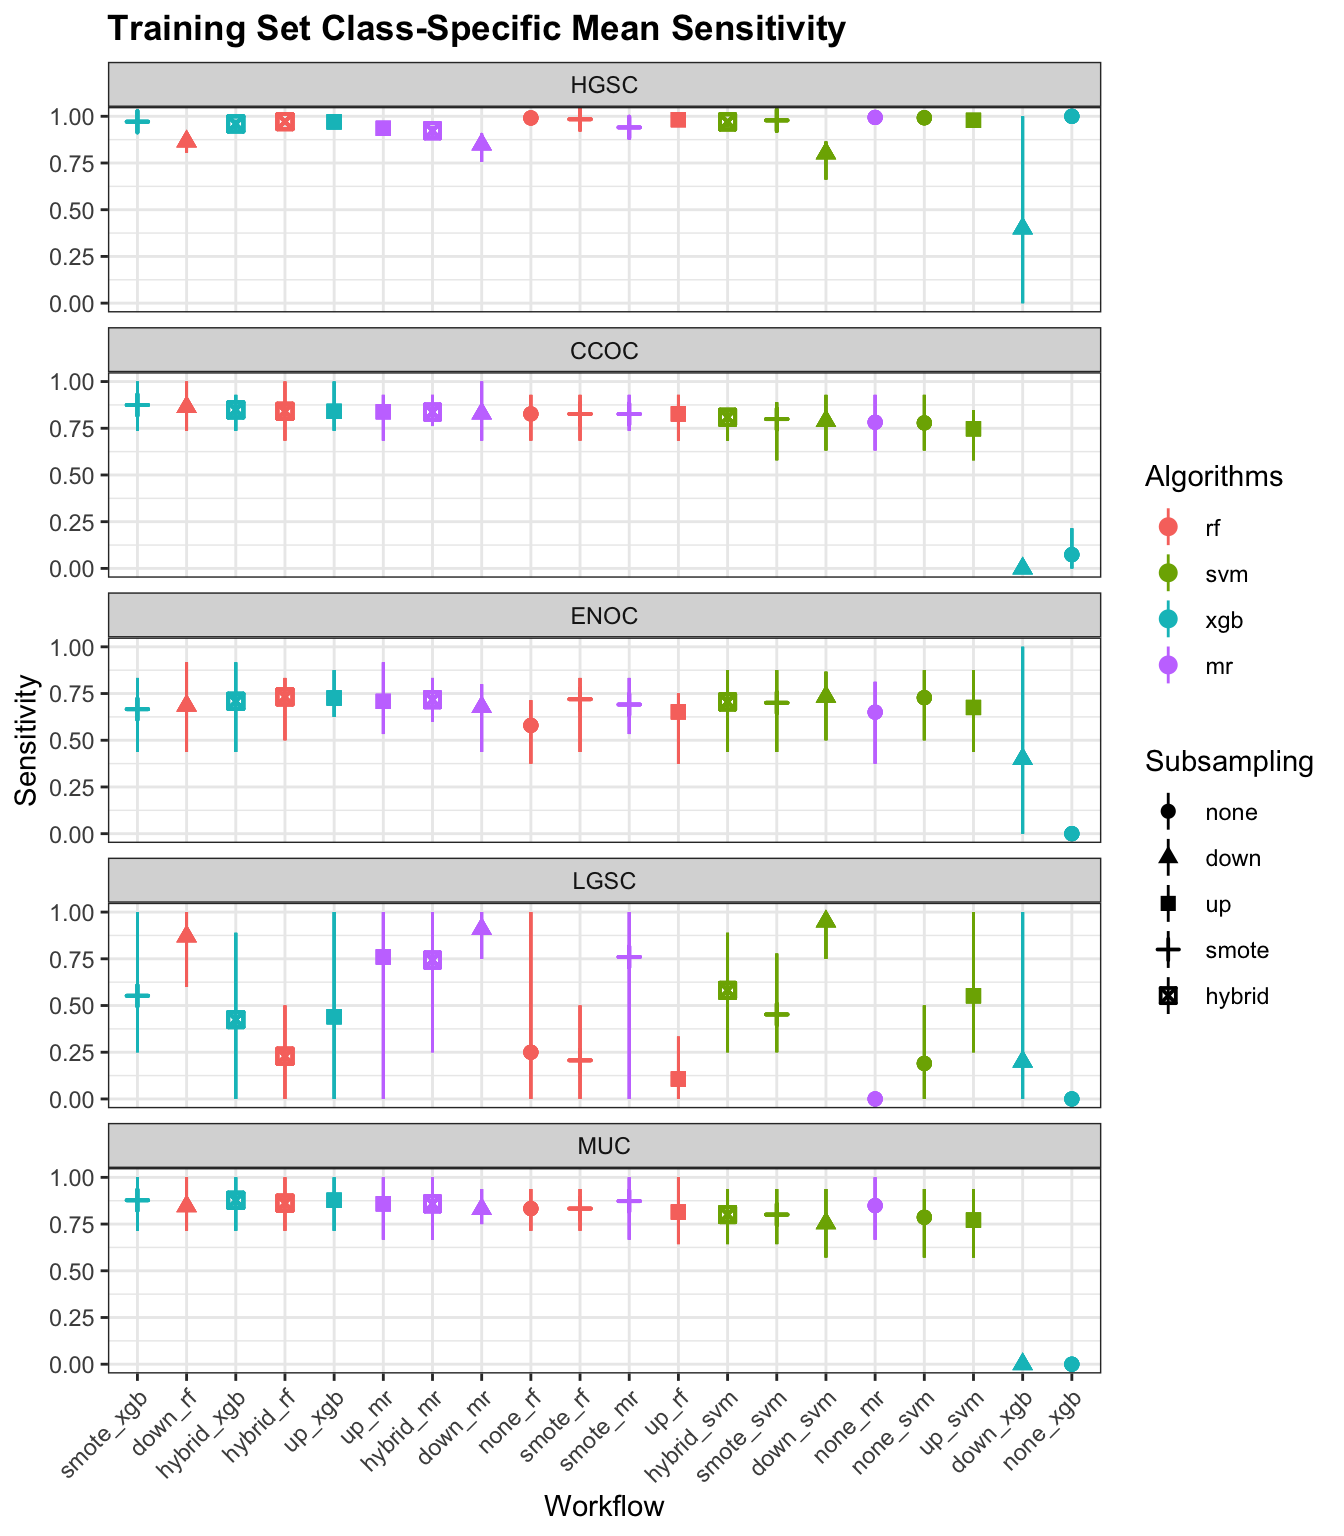 Training Set Class-Specific Mean Sensitivity
HGSC
1.00
0.75
0.50
0.25
0.00
CCOC
1.00
0.75
0.50
0.25
0.00
ENOC
1.00
0.75
0.50
0.25
0.00
LGSC
1.00
0.75
0.50
0.25
0.00
MUC
1.00
0.75
0.50
0.25
0.00
Sensitivity
smote_xgb
down_rf
hybrid_xgb
hybrid_rf
up_xgb
up_mr
hybrid_mr
down_mr
none_rf
smote_rf
smote_mr
up_rf
hybrid_svm
smote_svm
down_svm
none_mr
none_svm
up_svm
down_xgb
none_xgb
Workflow
Algorithms
rf
svm
xgb
mr
Subsampling
none
down
up
smote
hybrid